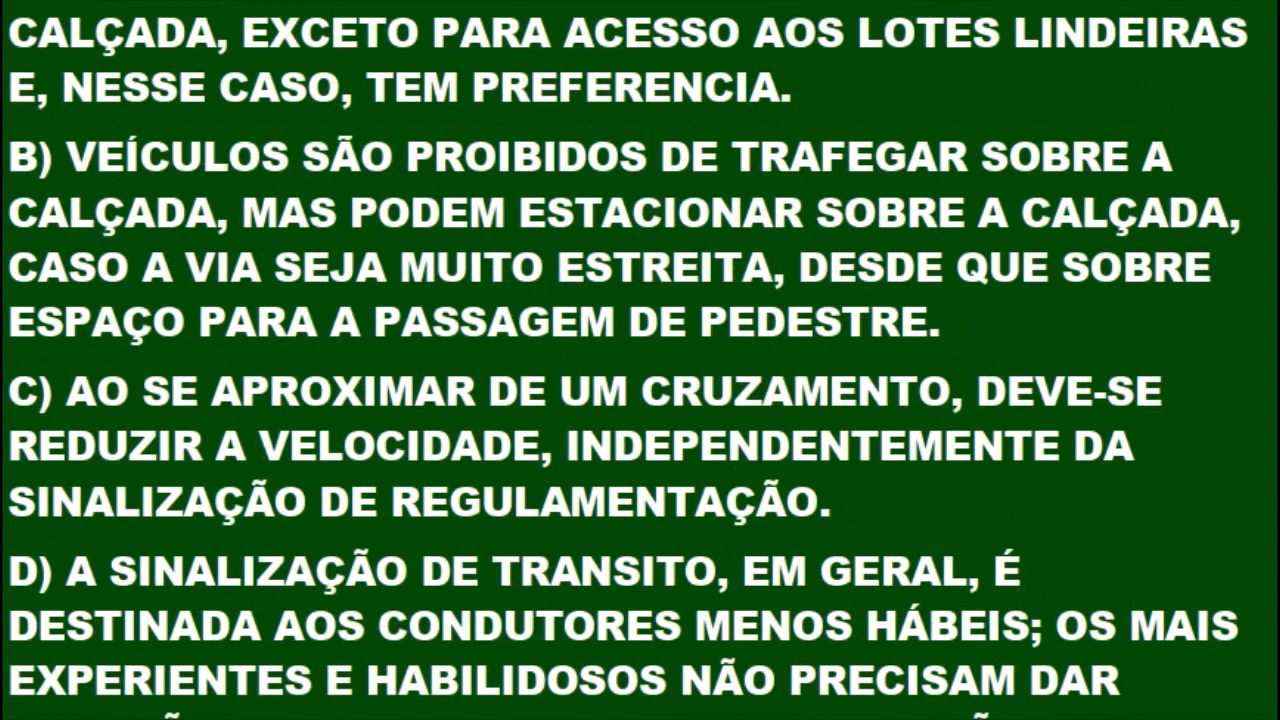 CALÇADA, EXCETO PARA ACESSO AOS LOTES LINDEIRAS
E, NESSE CASO, TEM PREFERENCIA.
B) VEÍCULOS SÃO PROIBIDOS DE TRAFEGAR SOBRE A
CALÇADA, MAS PODEM ESTACIONAR SOBRE A CALÇADA,
CASO A VIA SEJA MUITO ESTREITA, DESDE QUE SOBRE
ESPAÇO PARA A PASSAGEM DE PEDESTRE.
C) AO SE APROXIMAR DE UM CRUZAMENTO, DEVE-SE
REDUZIR A VELOCIDADE, INDEPENDENTEMENTE DA
SINALIZAÇÃO DE REGULAMENTAÇÃO.
D) A SINALIZAÇÃO DE TRANSITO, EM GERAL, É
DESTINADA AOS CONDUTORES MENOS HÁBEIS; OS MAIS
EXPERIENTES E HABILIDOSOS NÃO PRECISAM DAR